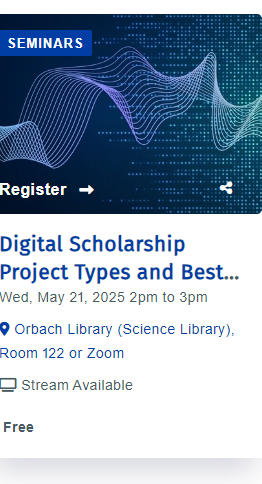 SEMINARS
Register
Digital Scholarship
Project Types and Best...
Wed, May 21, 2025 2pm to 3pm
Orbach Library (Science Library),
Room 122 or Zoom
Stream Available
Free